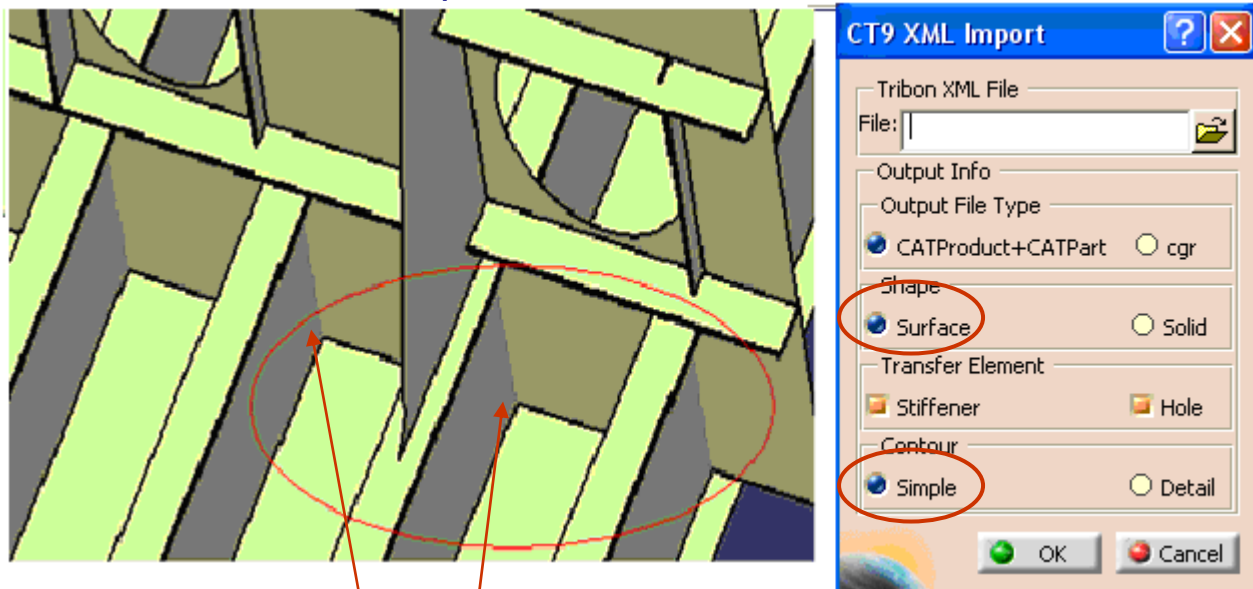 CT9 XML Import
Tribon XML File
File:
Output Info
Output File Type
CATProduct+CATPart cgr
Shape
Surface Solid
Transfer Element
Stiffener Hole
Contour
Simple Detail
OK Cancel